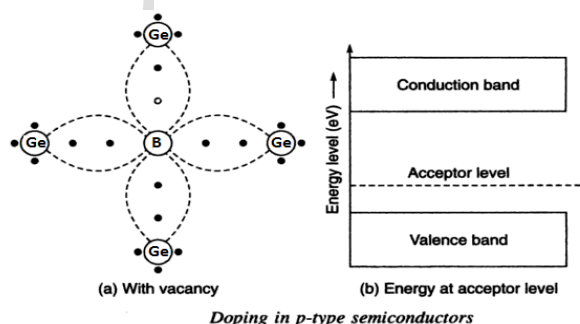 Ge
Ge
B
Ge
Ge
(a) With vacancy
Energy level (eV)
Conduction band
Acceptor level
Valence band
(b) Energy at acceptor level
Doping in p-type semiconductors